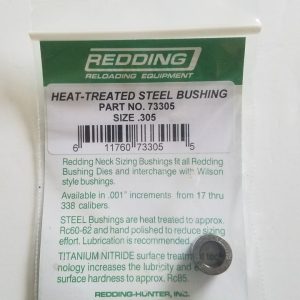 REDDING
RELOADING EQUIPMENT
HEAT-TREATED STEEL BUSHING
PART NO. 73305
SIZE .305
6 11760 73305 5
Redding Neck Sizing Bushings fit all Redding
Bushing Dies and interchange with Wilson
style bushings.
Available in .001" increments from 17 thru
338 calibers.
STEEL Bushings are heat treated to approx.
Rc60-62 and hand polished to reduce sizing
effort. Lubrication is recommended.
TITANIUM NITRIDE surface treatment
nology increases the lubricity and
surface hardness to approx. Rc85.
REDDING-HUNTER, INC.